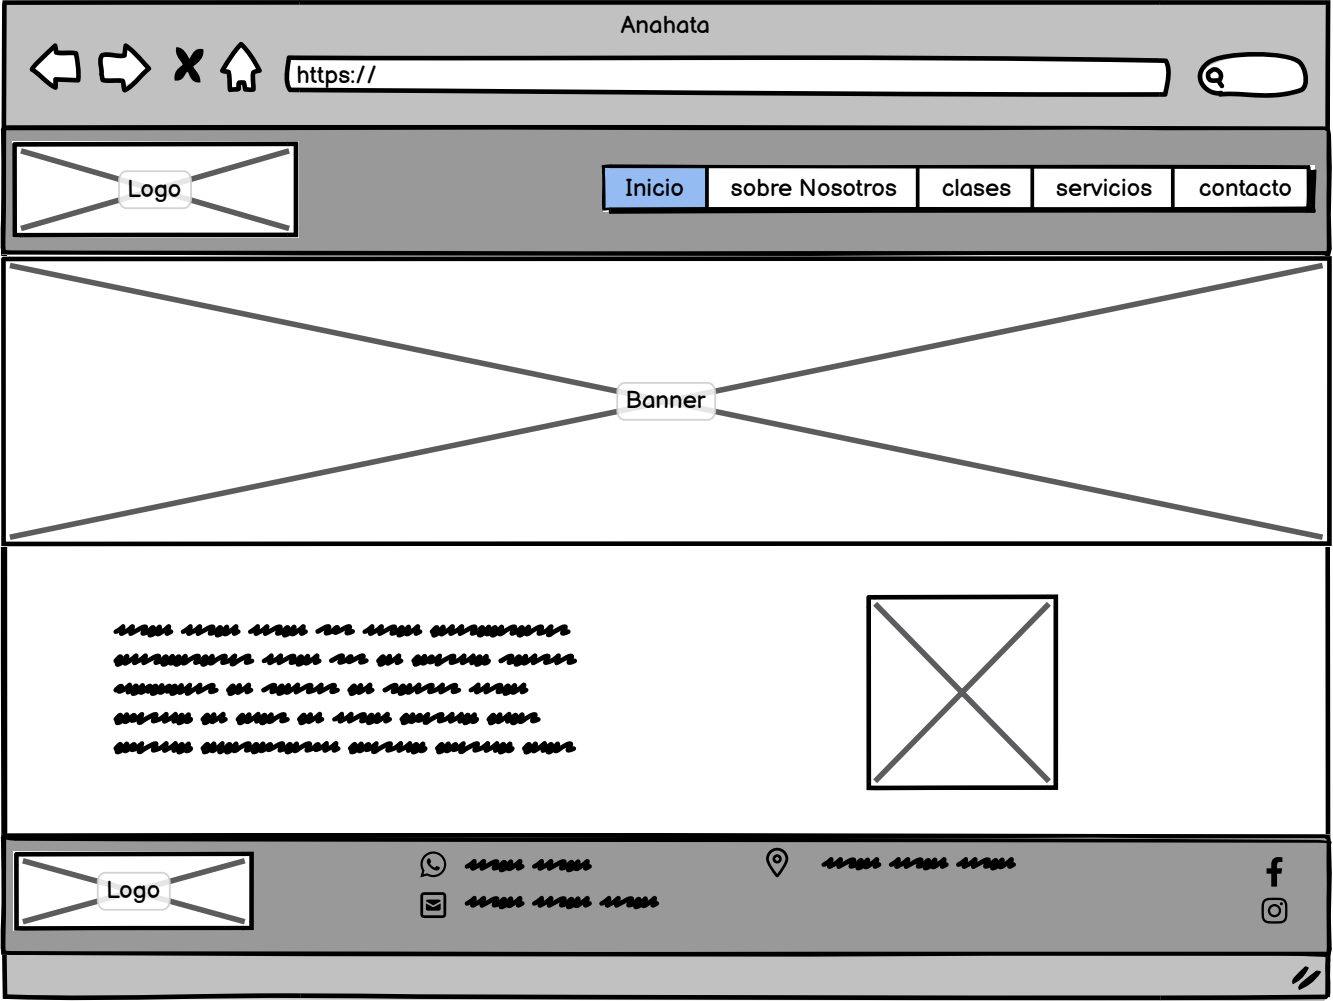 Anahata
https://
Logo
Inicio sobre Nosotros clases servicios contacto
Banner
Logo